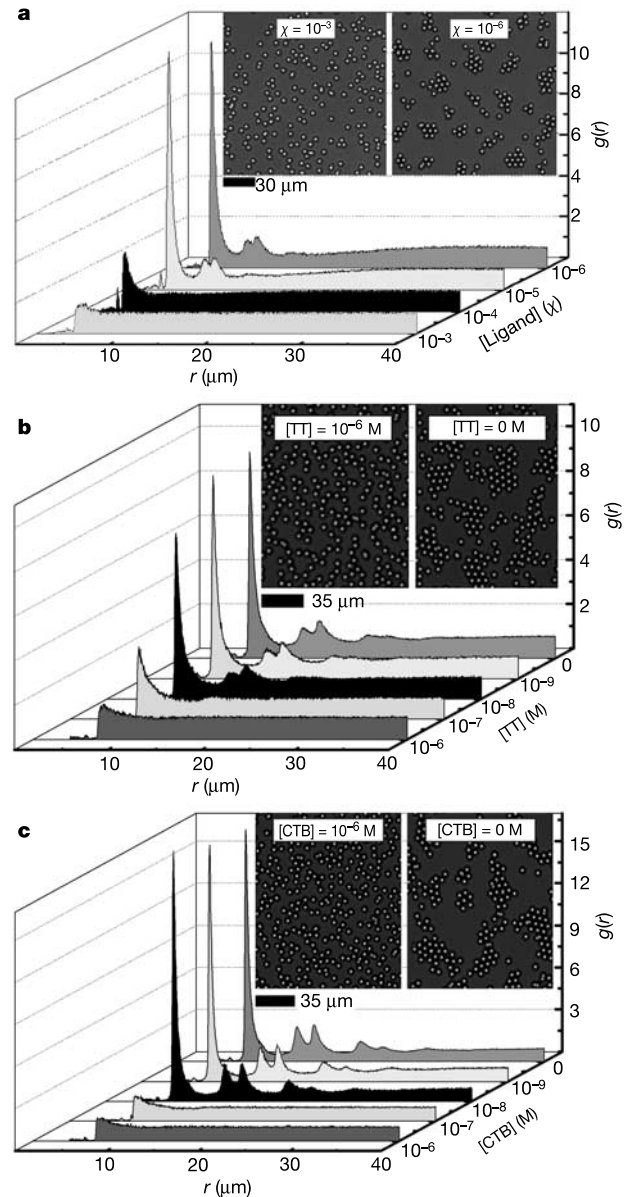 a
χ = 10⁻³
χ = 10⁻⁶
30 μm
10
8
6
4
2
g(r)
10⁻⁶
10⁻⁵
10⁻⁴
10⁻³
[Ligand] (χ)
10
20
30
40
r (μm)
b
[TT] = 10⁻⁶ M
[TT] = 0 M
35 μm
10
8
6
4
2
g(r)
0
10⁻⁹
10⁻⁸
10⁻⁷
10⁻⁶
[TT] (M)
10
20
30
40
r (μm)
c
[CTB] = 10⁻⁶ M
[CTB] = 0 M
35 μm
15
12
9
6
3
g(r)
0
10⁻⁹
10⁻⁸
10⁻⁷
10⁻⁶
[CTB] (M)
10
20
30
40
r (μm)